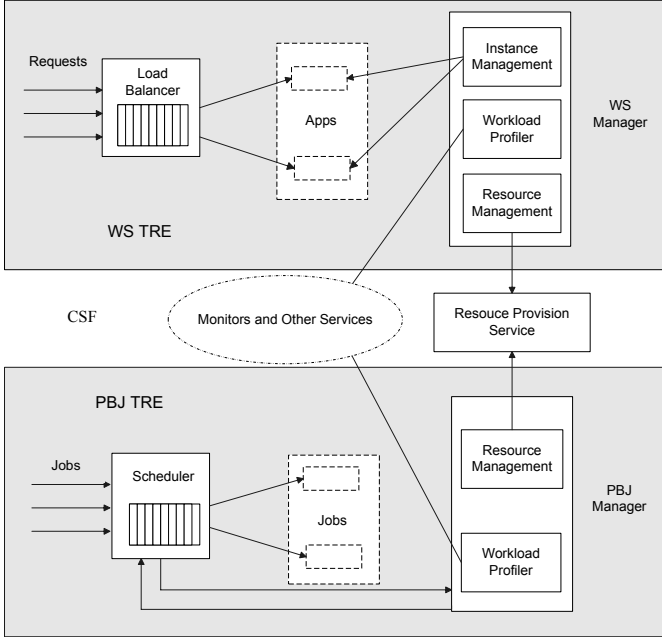 Requests
Load
Balancer
Apps
Instance
Management
Workload
Profiler
Resource
Management
WS
Manager
WS TRE
CSF
Monitors and Other Services
Resouce Provision
Service
PBJ TRE
Jobs
Scheduler
Jobs
Resource
Management
Workload
Profiler
PBJ
Manager